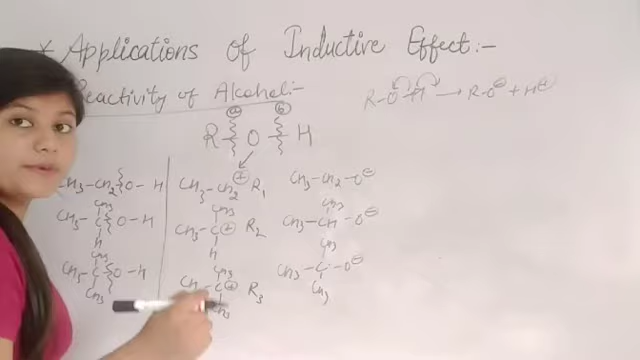 * Applications of Inductive Effect:-
Reactivity of Alcohol:-
R-O-H → R-O⊖ + H⊕
a b
R O H
CH3-CH2 O-H
CH3
CH3-C O-H
H
CH3
CH3-C O-H
CH3
CH3-CH2⊕ R1
CH3
CH3-C⊕ R2
H
CH3
C⊕ R3
CH3
CH3-CH2-O⊖
CH3
CH3-CH-O⊖
CH3
CH3-C-O⊖
CH3